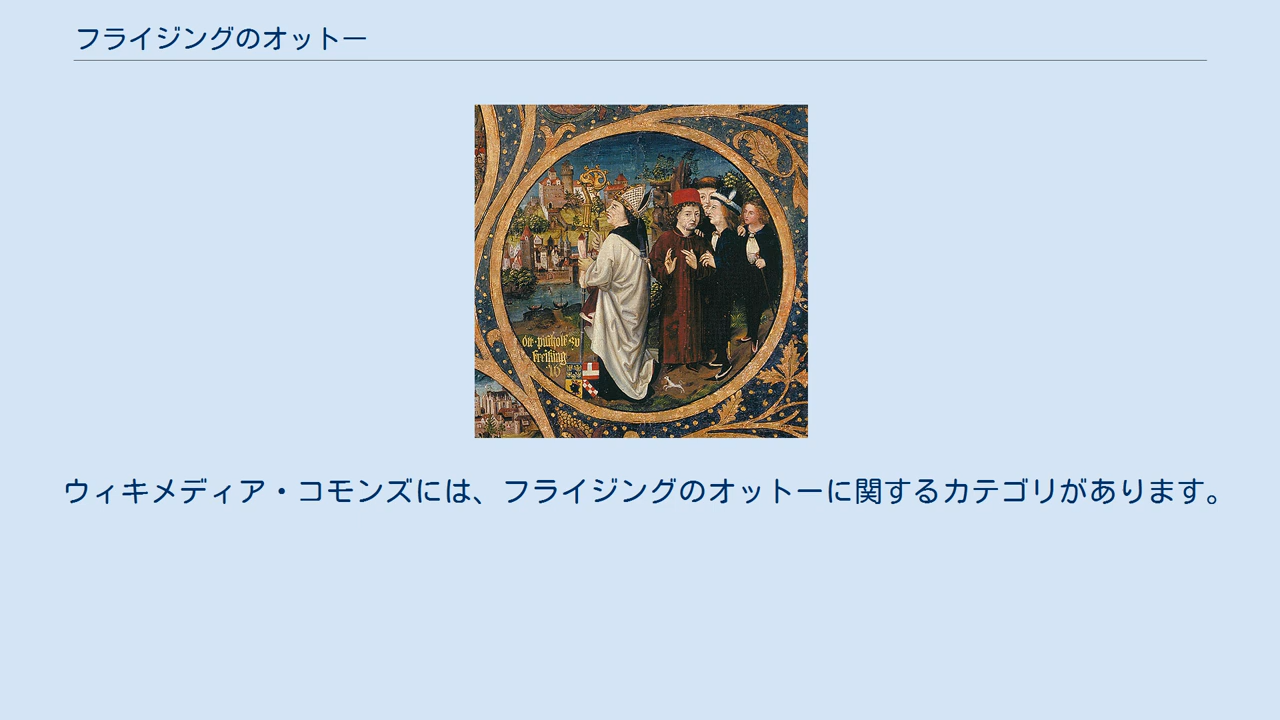 フライジングのオットー
ウィキメディア・コモンズには、フライジングのオットーに関するカテゴリがあります。